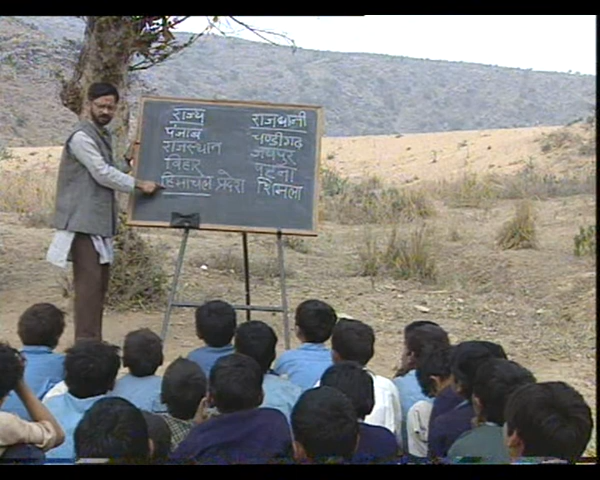 राज्य राजधानी
पंजाब चण्डीगढ़
राजस्थान जयपुर
बिहार पटना
हिमाचल प्रदेश शिमला